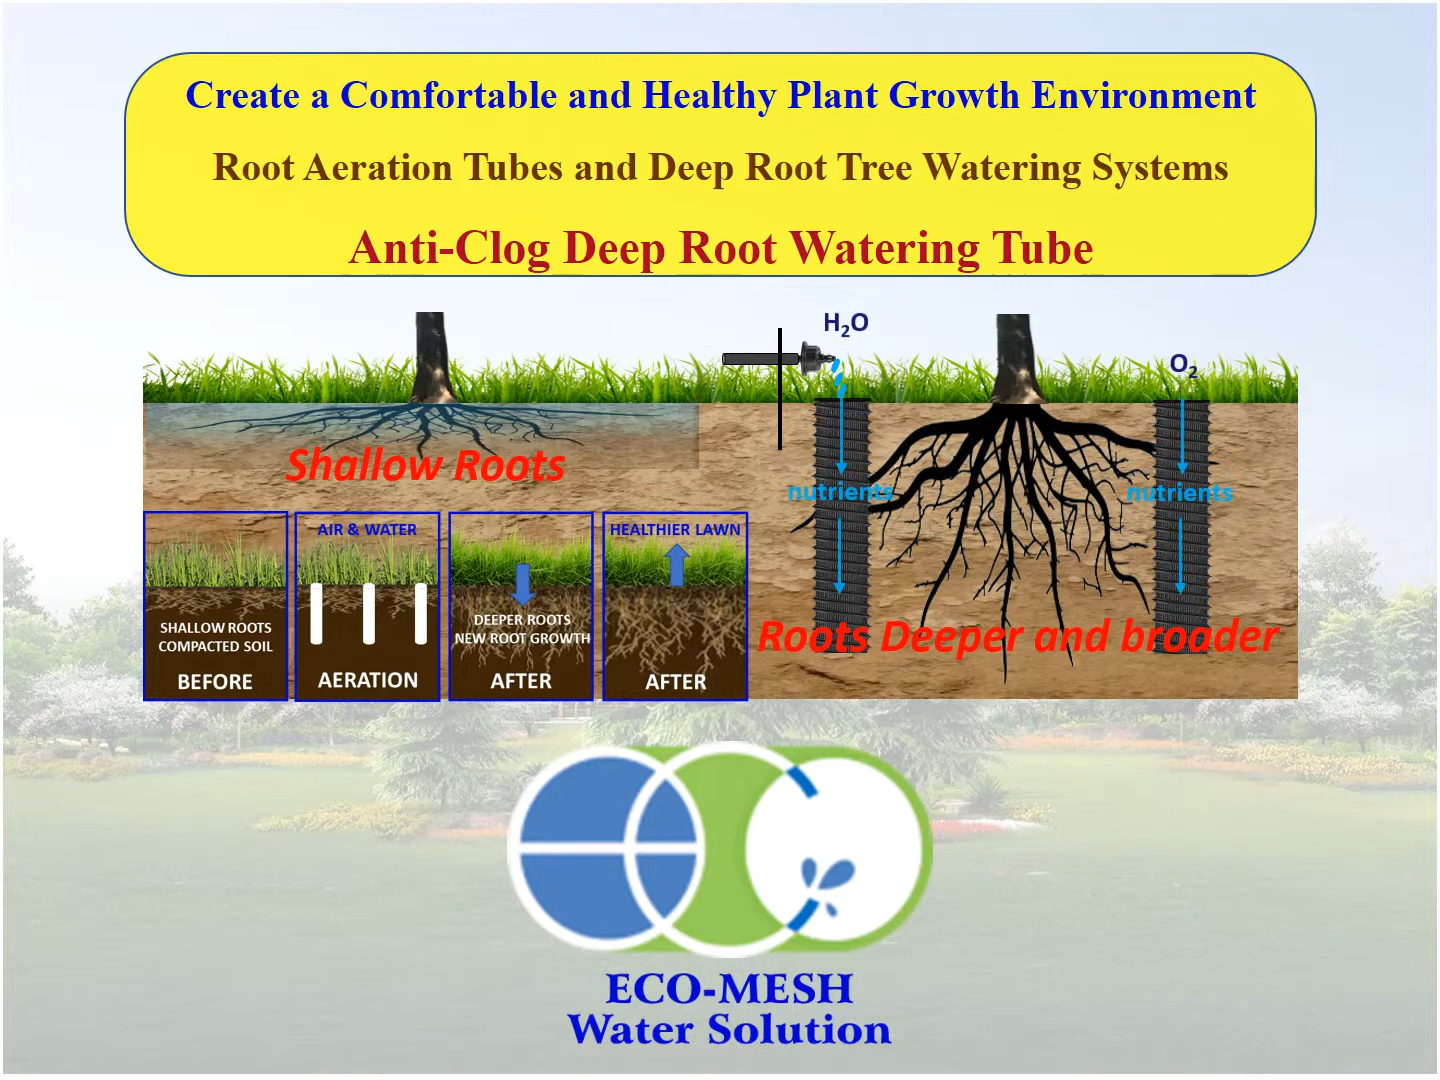 Create a Comfortable and Healthy Plant Growth Environment
Root Aeration Tubes and Deep Root Tree Watering Systems
Anti-Clog Deep Root Watering Tube
H₂O
O₂
Shallow Roots
nutrients
nutrients
AIR & WATER
HEALTHIER LAWN
SHALLOW ROOTS
COMPACTED SOIL
DEEPER ROOTS
NEW ROOT GROWTH
BEFORE
AERATION
AFTER
AFTER
Roots Deeper and broader
ECO-MESH
Water Solution